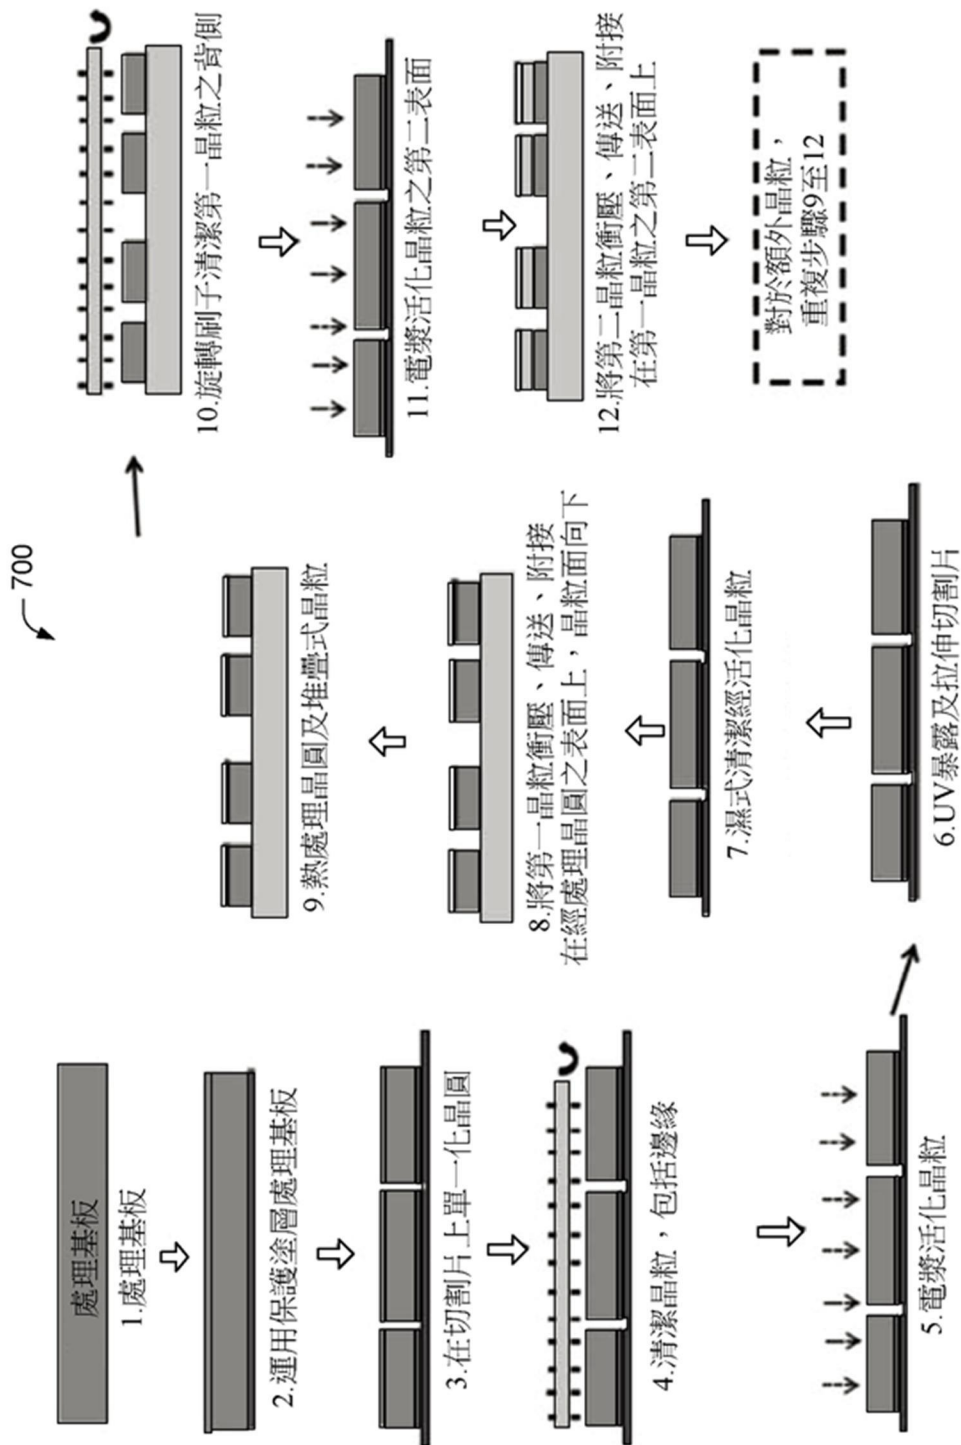 700
處理基板
1.處理基板
2.運用保護塗層處理基板
3.在切割片上單一化晶圓
4.清潔晶粒，包括邊緣
5.電漿活化晶粒
6.UV暴露及拉伸切割片
7.濕式清潔經活化晶粒
8.將第一晶粒衝壓、傳送、附接
在經處理晶圓之表面上，晶粒面向下
9.熱處理晶圓及堆疊式晶粒
10.旋轉刷子清潔第一晶粒之背側
11.電漿活化晶粒之第二表面
12.將第二晶粒衝壓、傳送、附接
在第一晶粒之第二表面上
對於額外晶粒，
重複步驟9至12